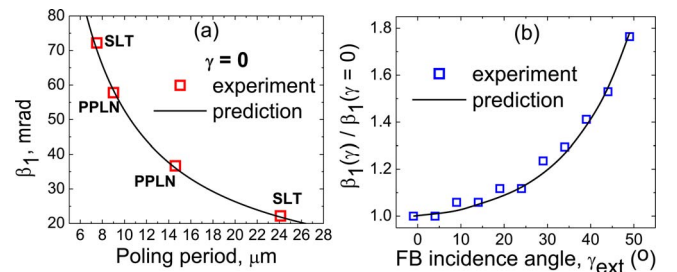 80
70
60
50
40
30
20
β₁, mrad
(a)
SLT
γ = 0
experiment
prediction
PPLN
PPLN
SLT
6 8 10 12 14 16 18 20 22 24 26 28
Poling period, μm
1.8
1.6
1.4
1.2
1.0
β₁(γ) / β₁(γ = 0)
(b)
experiment
prediction
0 10 20 30 40 50
FB incidence angle, γ_ext (º)